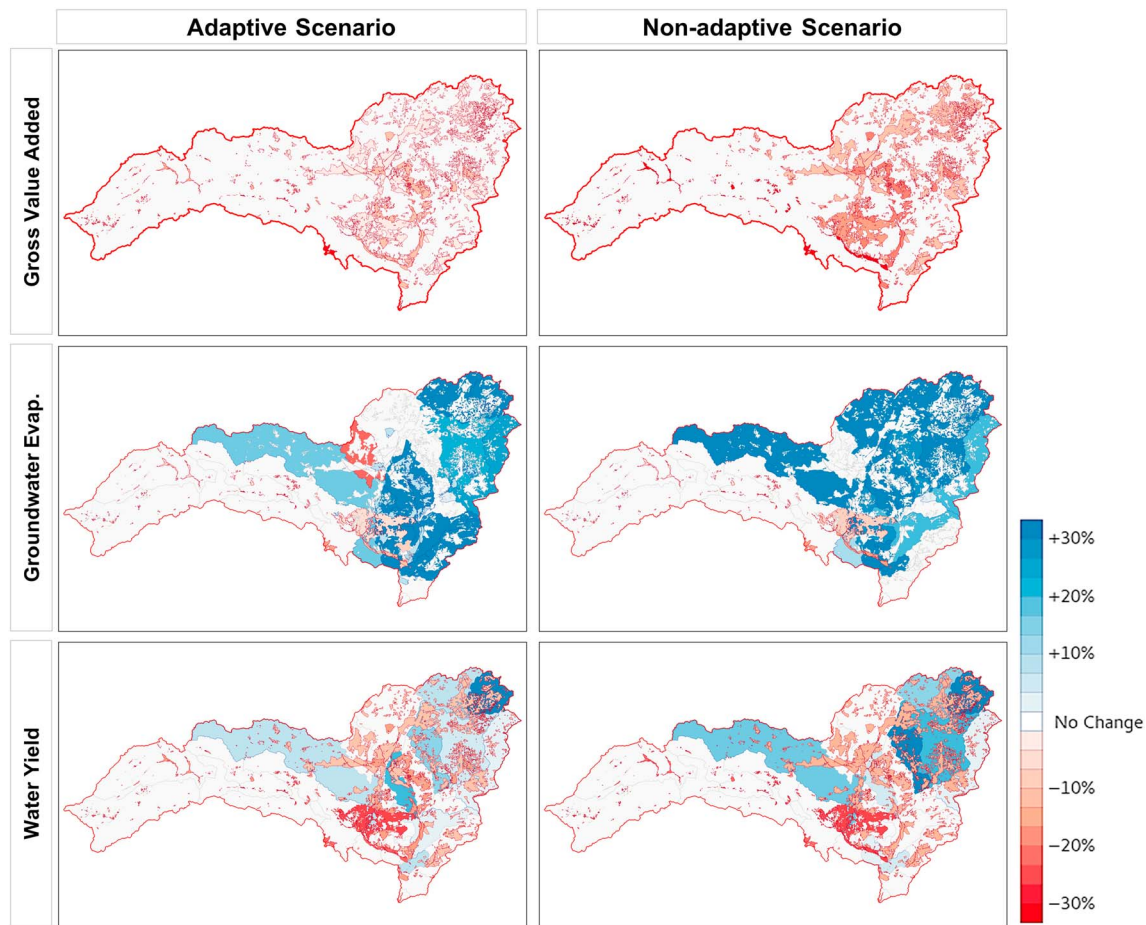 Adaptive Scenario
Non-adaptive Scenario
Gross Value Added
Groundwater Evap.
Water Yield
+30%
+20%
+10%
No Change
−10%
−20%
−30%